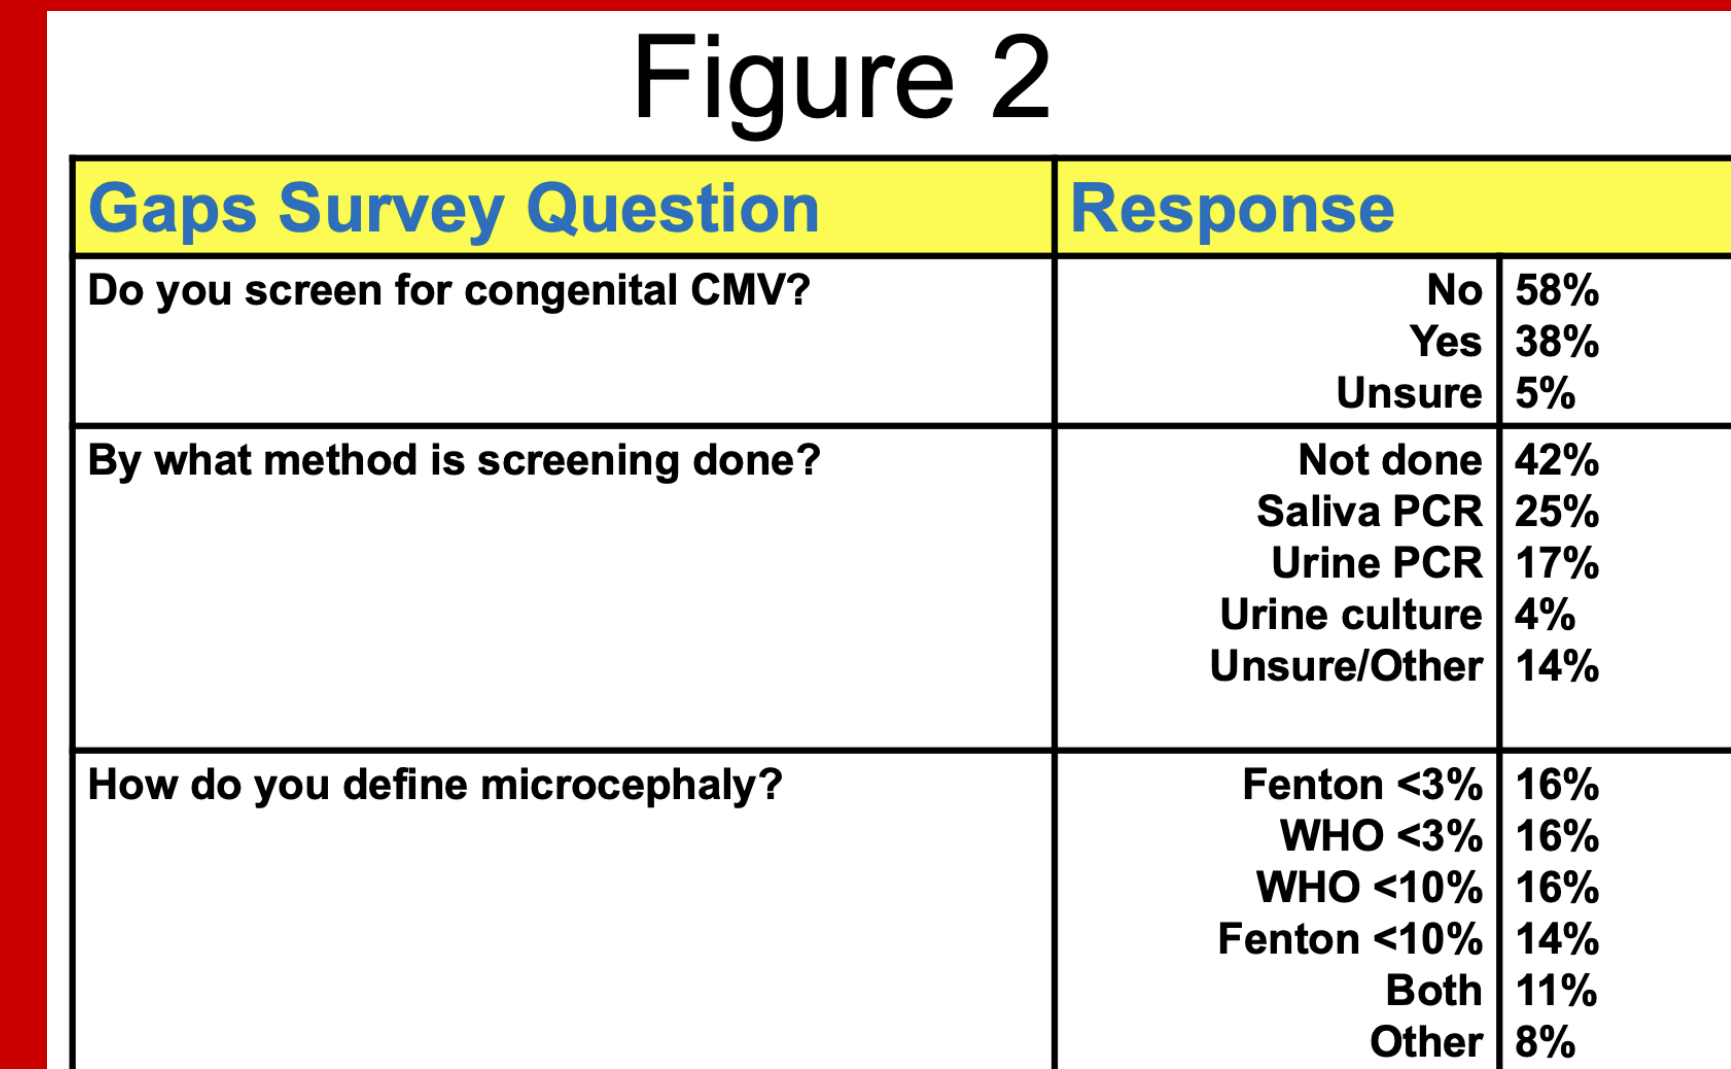 Figure 2
Gaps Survey Question Response
Do you screen for congenital CMV? No 58%
Yes 38%
Unsure 5%
By what method is screening done? Not done 42%
Saliva PCR 25%
Urine PCR 17%
Urine culture 4%
Unsure/Other 14%
How do you define microcephaly? Fenton <3% 16%
WHO <3% 16%
WHO <10% 16%
Fenton <10% 14%
Both 11%
Other 8%